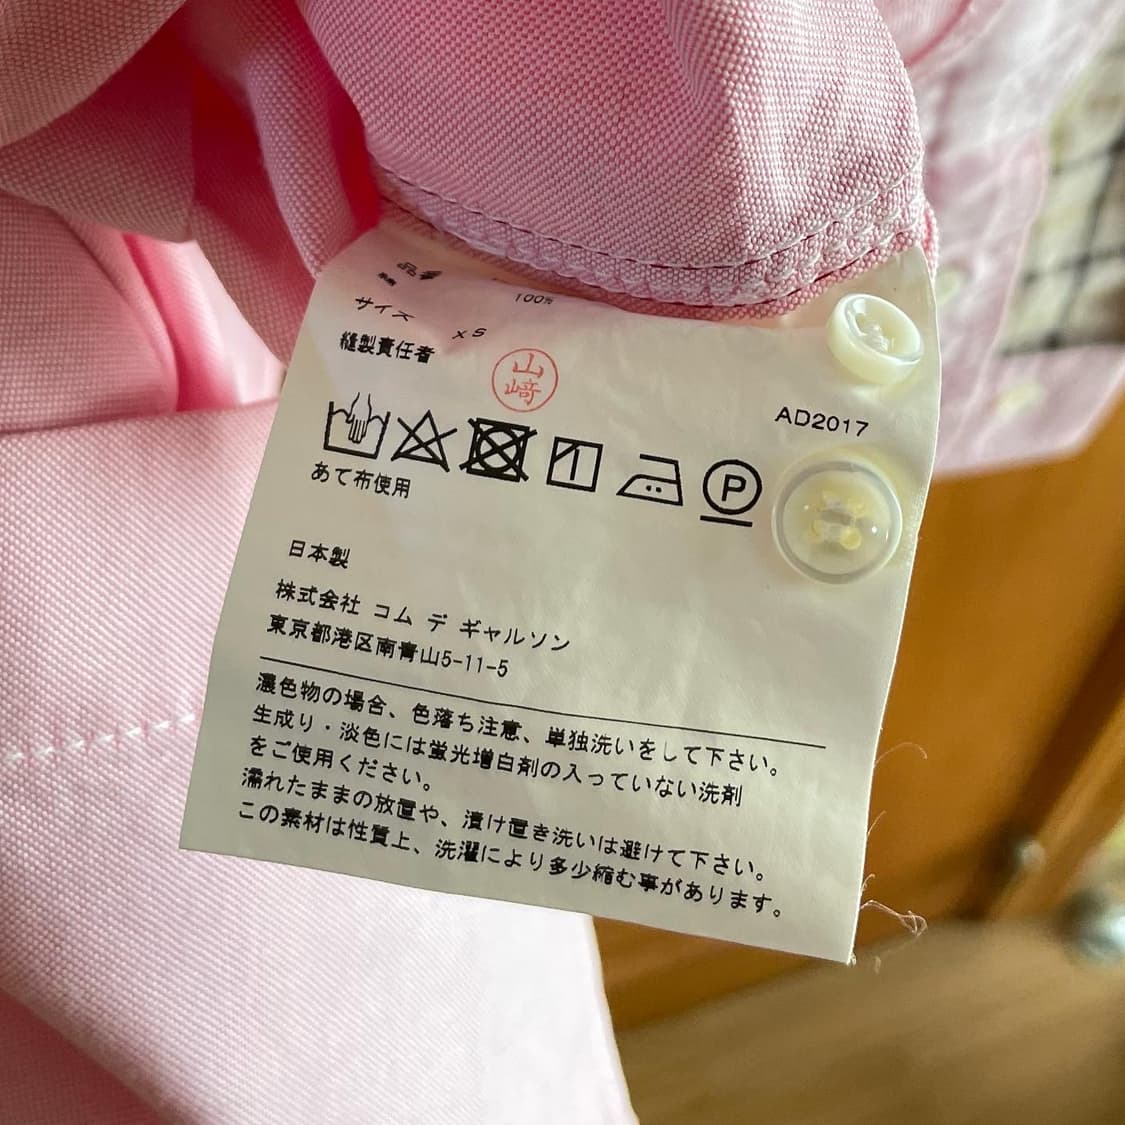 100%
サイズ XS
縫製責任者
山
﨑
AD2017
P
あて布使用
日本製
株式会社 コム デ ギャルソン
東京都港区南青山5-11-5
濃色物の場合、色落ち注意、単独洗いをして下さい。
生成り・淡色には蛍光増白剤の入っていない洗剤
をご使用ください。
濡れたままの放置や、漬け置き洗いは避けて下さい。
この素材は性質上、洗濯により多少縮む事があります。